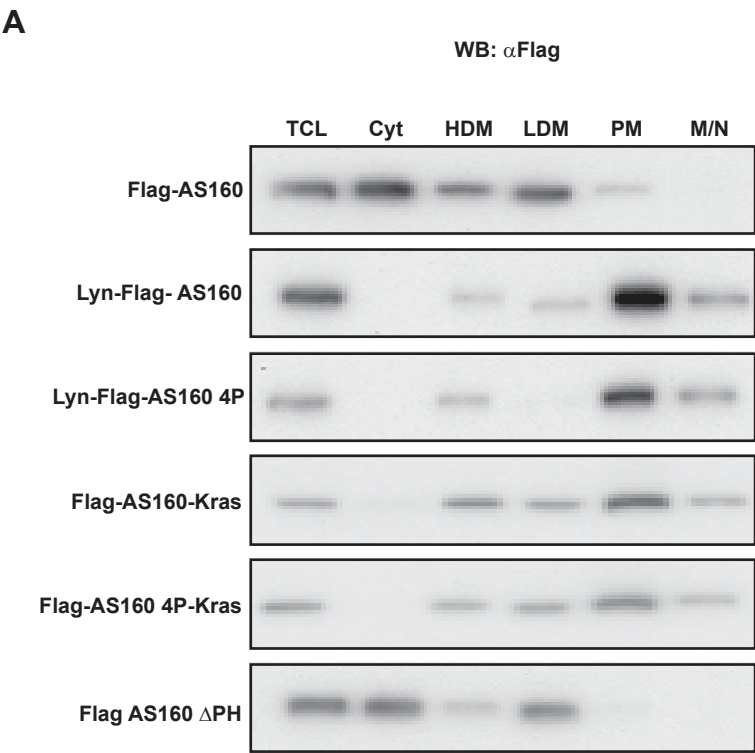 A
WB: αFlag
TCL Cyt HDM LDM PM M/N
Flag-AS160
Lyn-Flag- AS160
Lyn-Flag-AS160 4P
Flag-AS160-Kras
Flag-AS160 4P-Kras
Flag AS160 ΔPH